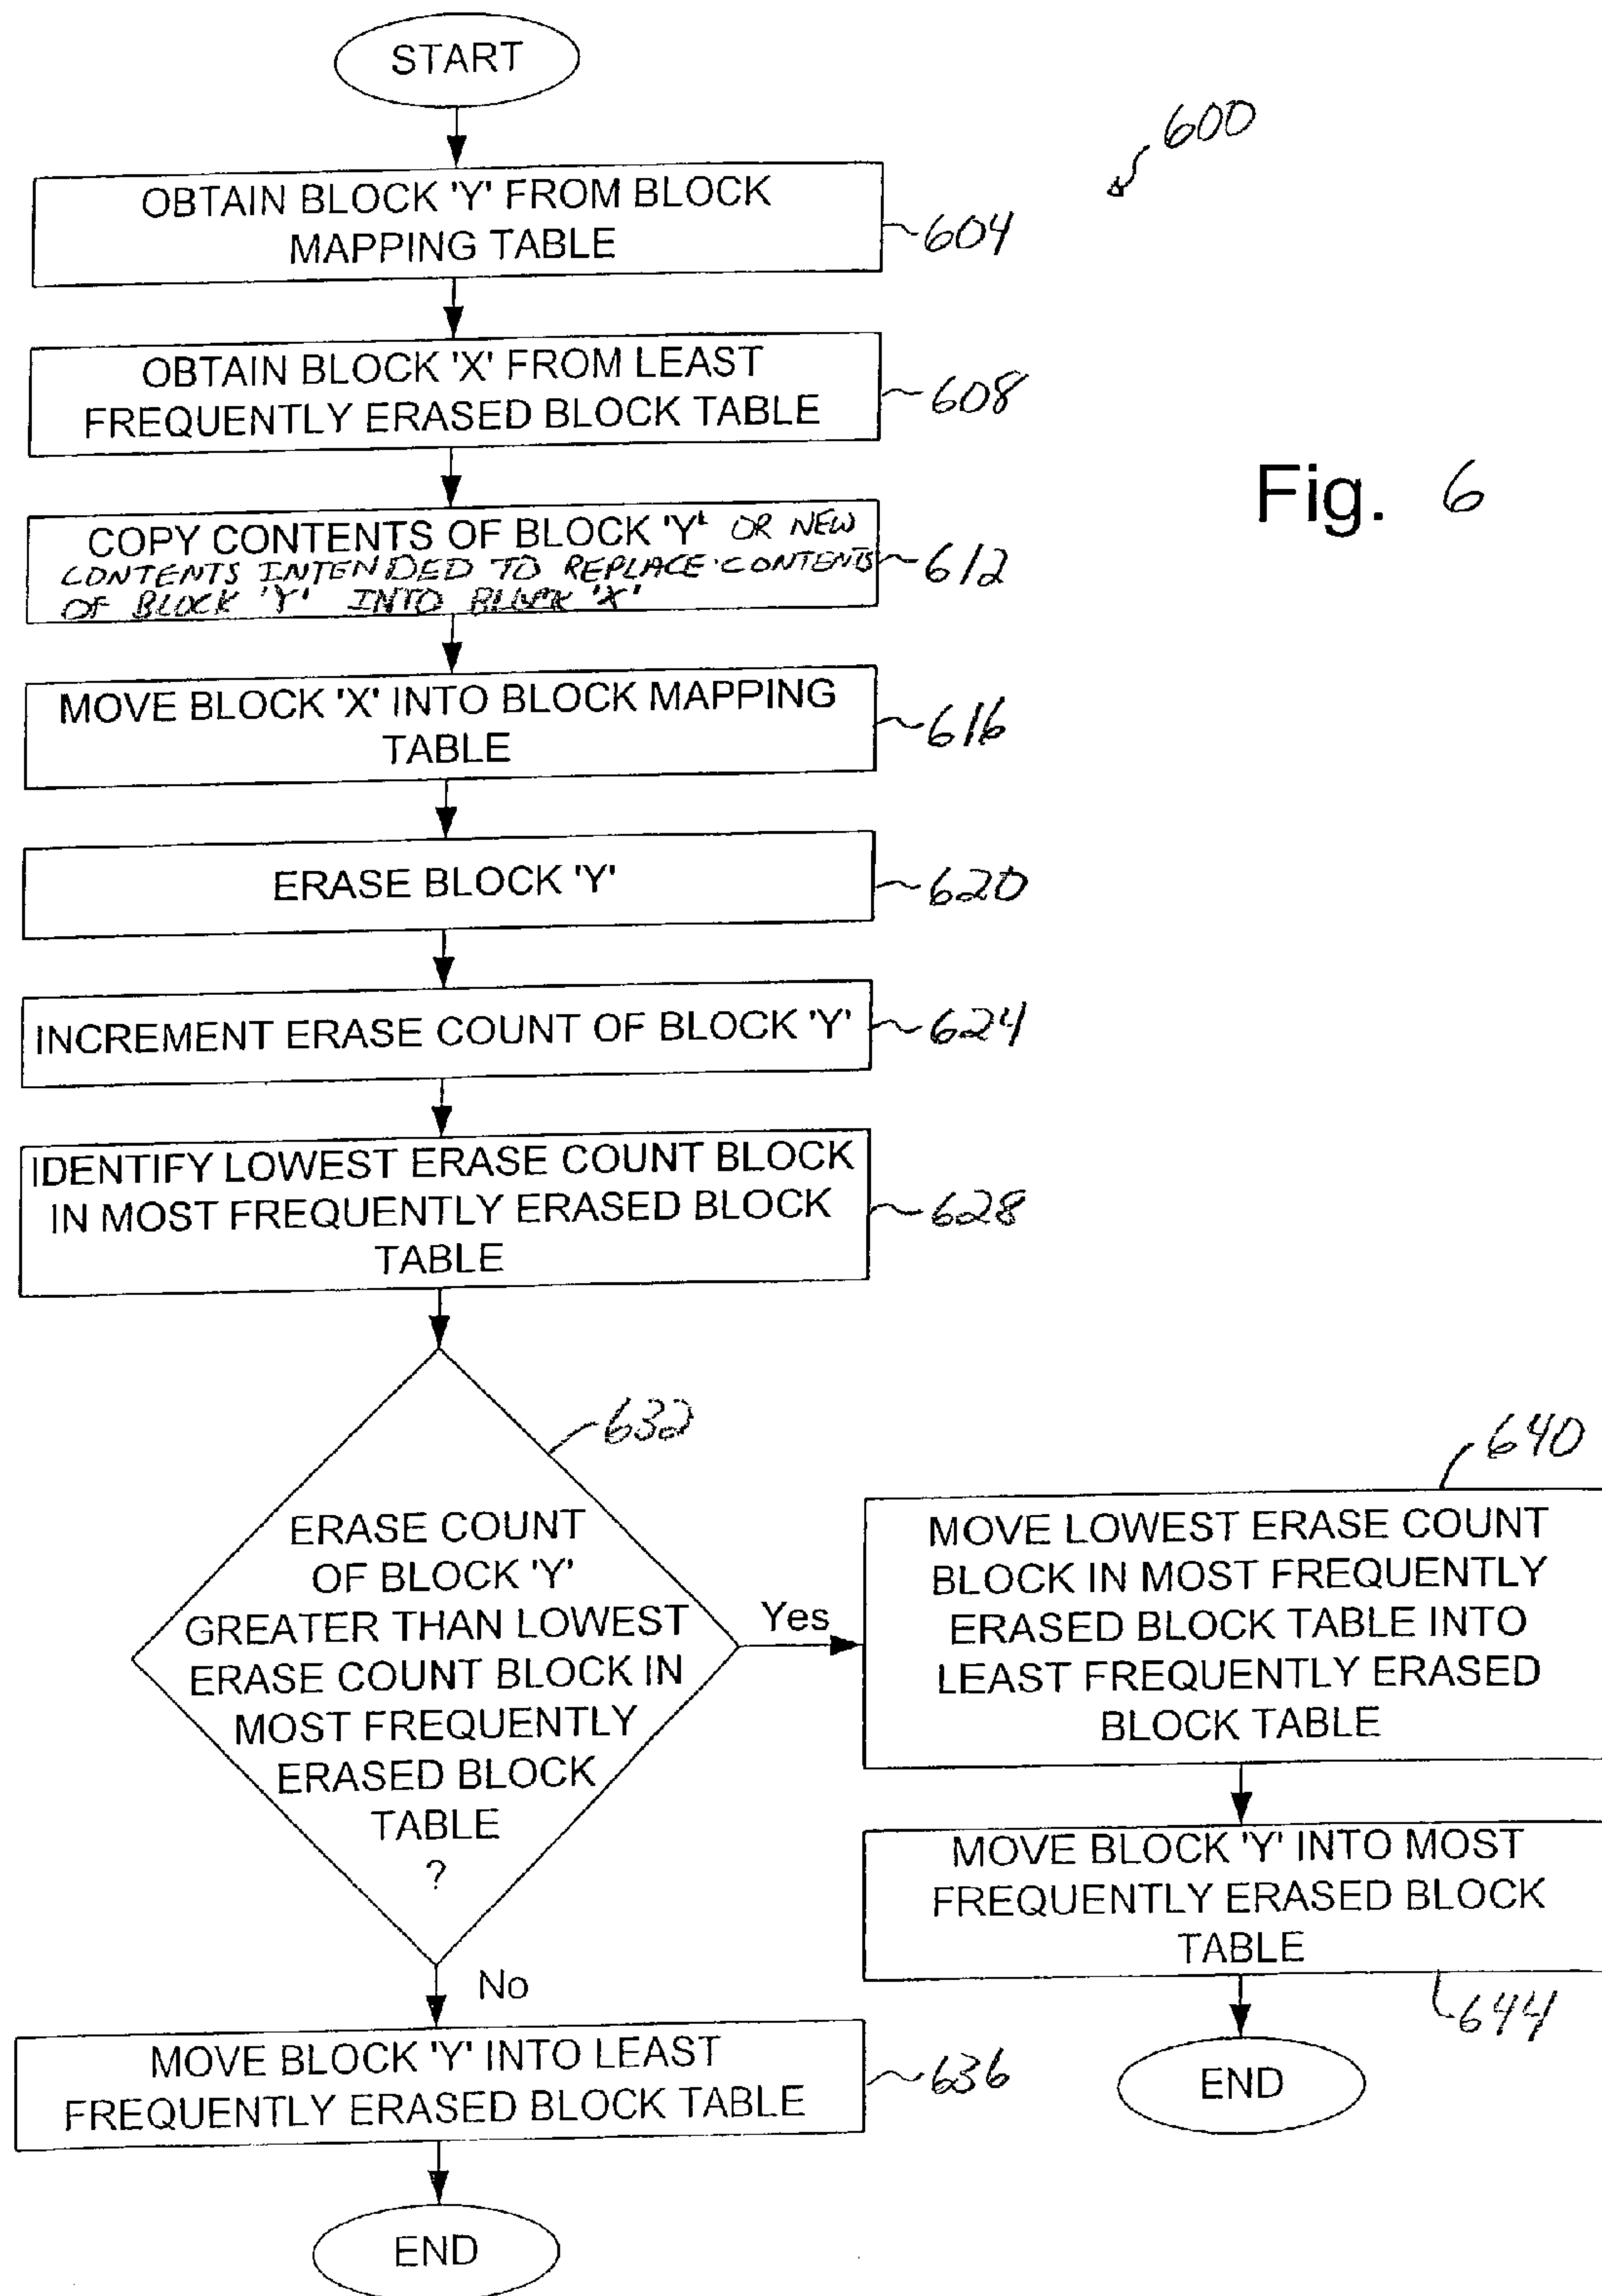 START
600
OBTAIN BLOCK 'Y' FROM BLOCK
MAPPING TABLE
604
OBTAIN BLOCK 'X' FROM LEAST
FREQUENTLY ERASED BLOCK TABLE
608
Fig. 6
COPY CONTENTS OF BLOCK 'Y' OR NEW
CONTENTS INTENDED TO REPLACE CONTENTS
OF BLOCK 'Y' INTO BLOCK 'X'
612
MOVE BLOCK 'X' INTO BLOCK MAPPING
TABLE
616
ERASE BLOCK 'Y'
620
INCREMENT ERASE COUNT OF BLOCK 'Y'
624
IDENTIFY LOWEST ERASE COUNT BLOCK
IN MOST FREQUENTLY ERASED BLOCK
TABLE
628
632
ERASE COUNT
OF BLOCK 'Y'
GREATER THAN LOWEST
ERASE COUNT BLOCK IN
MOST FREQUENTLY
ERASED BLOCK
TABLE
?
Yes
640
MOVE LOWEST ERASE COUNT
BLOCK IN MOST FREQUENTLY
ERASED BLOCK TABLE INTO
LEAST FREQUENTLY ERASED
BLOCK TABLE
MOVE BLOCK 'Y' INTO MOST
FREQUENTLY ERASED BLOCK
TABLE
644
END
No
MOVE BLOCK 'Y' INTO LEAST
FREQUENTLY ERASED BLOCK TABLE
636
END